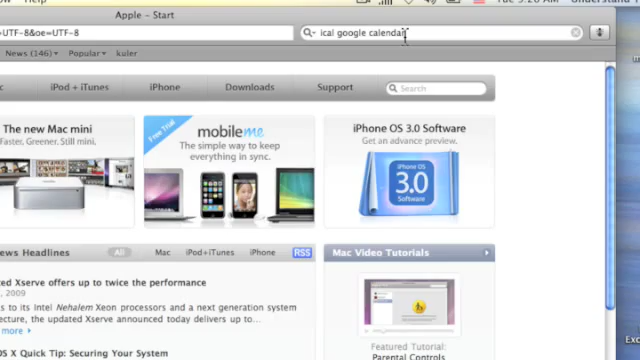 Help
Tue 9:28 AM
Apple - Start
UTF-8&oe=UTF-8
ical google calendar
News (146)
Popular
kuler
iPod + iTunes
iPhone
Downloads
Support
Search
The new Mac mini
Faster. Greener. Still mini.
Free Trial
mobileme
The simple way to keep
everything in sync.
iPhone OS 3.0 Software
Get an advance preview.
iPhone OS
3.0
Software
News Headlines
All
Mac
iPod+iTunes
iPhone
RSS
Mac Video Tutorials
ed Xserve offers up to twice the performance
, 2009
s to its Intel Nehalem Xeon processors and a next generation system
ecture, the updated Xserve announced today delivers up to...
more
OS X Quick Tip: Securing Your System
Featured Tutorial:
Parental Controls
Exc